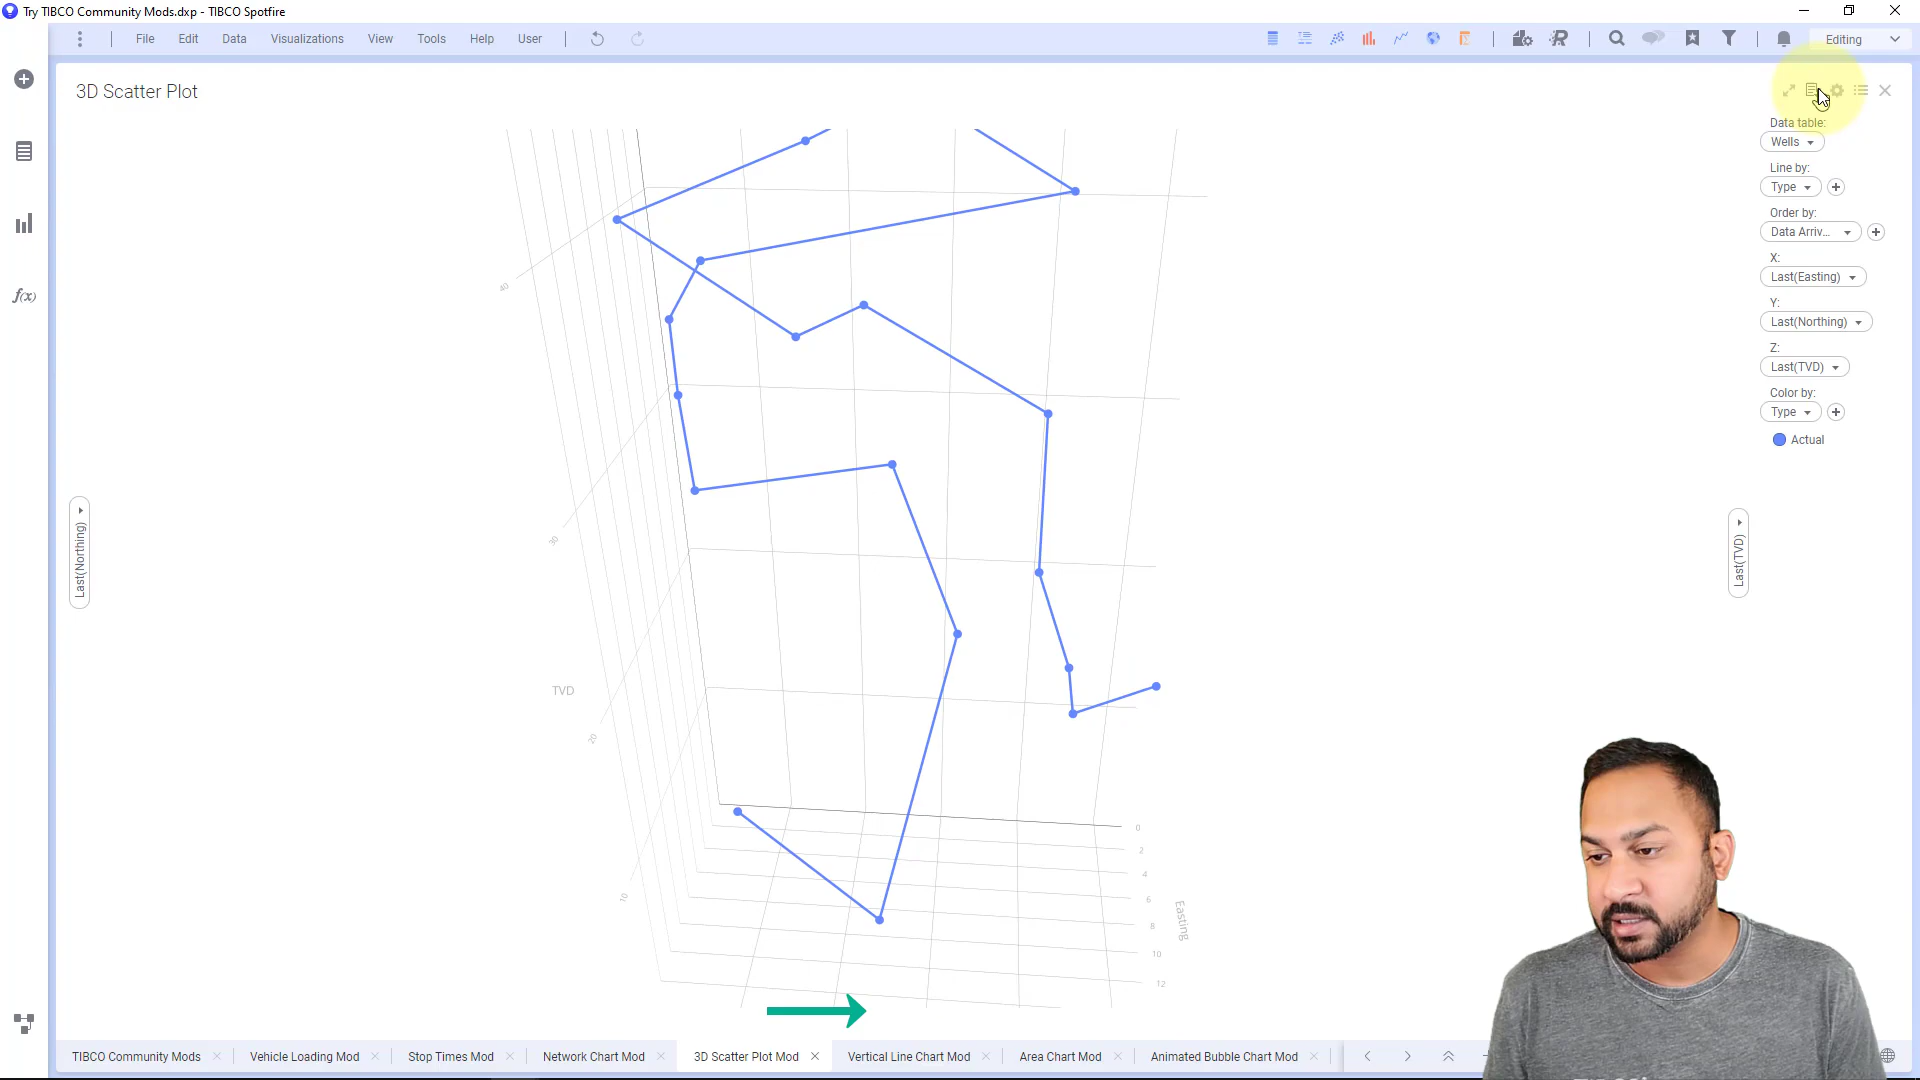 Try TIBCO Community Mods.dxp - TIBCO Spotfire
File Edit Data Visualizations View Tools Help User Editing
3D Scatter Plot
Data table:
Wells
Line by:
Type
Order by:
Data Arriv...
X:
Last(Easting)
Y:
Last(Northing)
Z:
Last(TVD)
Color by:
Type
Actual
f(x)
Last(Northing)
Last(TVD)
40
30
TVD
20
10
0
2
4
6
8
10
12
Easting
TIBCO Community Mods Vehicle Loading Mod Stop Times Mod Network Chart Mod 3D Scatter Plot Mod Vertical Line Chart Mod Area Chart Mod Animated Bubble Chart Mod